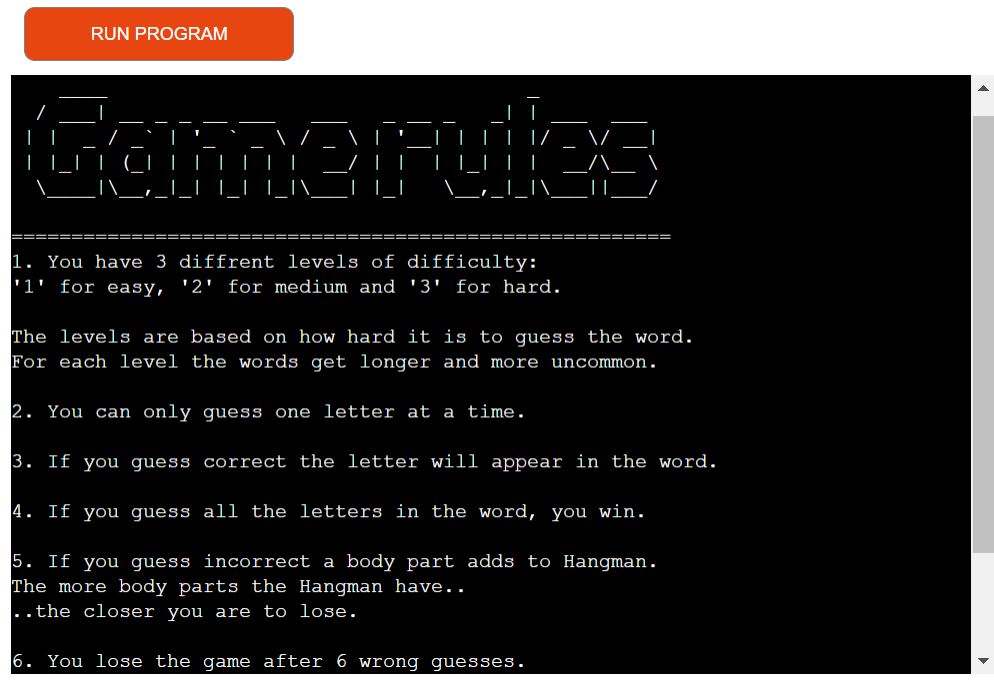 RUN PROGRAM
Gamerules
=======================================================
1. You have 3 diffrent levels of difficulty:
'1' for easy, '2' for medium and '3' for hard.
The levels are based on how hard it is to guess the word.
For each level the words get longer and more uncommon.
2. You can only guess one letter at a time.
3. If you guess correct the letter will appear in the word.
4. If you guess all the letters in the word, you win.
5. If you guess incorrect a body part adds to Hangman.
The more body parts the Hangman have..
..the closer you are to lose.
6. You lose the game after 6 wrong guesses.